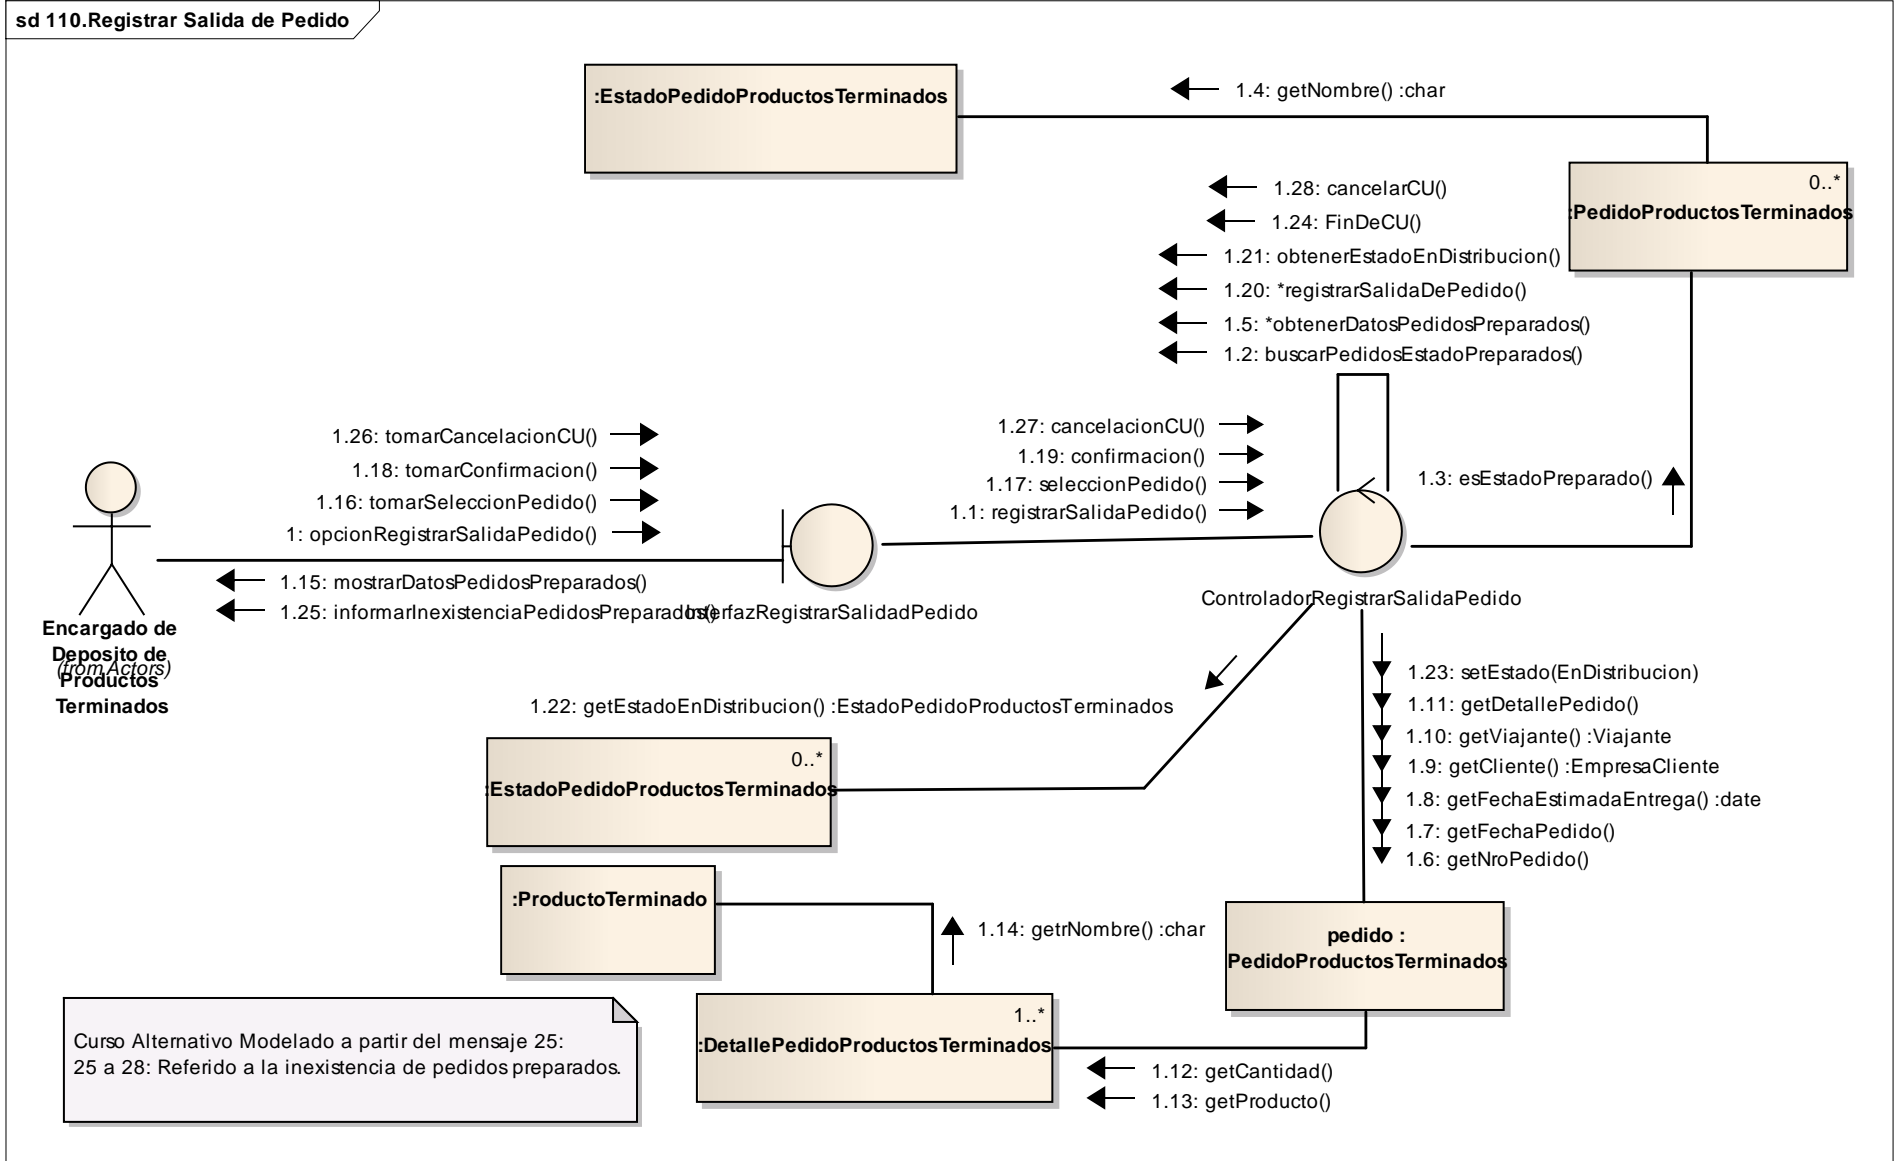 sd 110.Registrar Salida de Pedido
:EstadoPedidoProductosTerminados
1.4: getNombre() :char
0..*
:PedidoProductosTerminados
1.28: cancelarCU()
1.24: FinDeCU()
1.21: obtenerEstadoEnDistribucion()
1.20: *registrarSalidaDePedido()
1.5: *obtenerDatosPedidosPreparados()
1.2: buscarPedidosEstadoPreparados()
1.26: tomarCancelacionCU()
1.18: tomarConfirmacion()
1.16: tomarSeleccionPedido()
1: opcionRegistrarSalidaPedido()
1.27: cancelacionCU()
1.19: confirmacion()
1.17: seleccionPedido()
1.1: registrarSalidaPedido()
1.3: esEstadoPreparado()
1.15: mostrarDatosPedidosPreparados()
1.25: informarInexistenciaPedidosPreparados()
InterfazRegistrarSalidadPedido
ControladorRegistrarSalidaPedido
Encargado de
Deposito de
Productos
Terminados
(from Actors)
1.22: getEstadoEnDistribucion() :EstadoPedidoProductosTerminados
0..*
:EstadoPedidoProductosTerminados
1.23: setEstado(EnDistribucion)
1.11: getDetallePedido()
1.10: getViajante() :Viajante
1.9: getCliente() :EmpresaCliente
1.8: getFechaEstimadaEntrega() :date
1.7: getFechaPedido()
1.6: getNroPedido()
:ProductoTerminado
1.14: getrNombre() :char
pedido :
PedidoProductosTerminados
1..*
:DetallePedidoProductosTerminados
1.12: getCantidad()
1.13: getProducto()
Curso Alternativo Modelado a partir del mensaje 25:
25 a 28: Referido a la inexistencia de pedidos preparados.